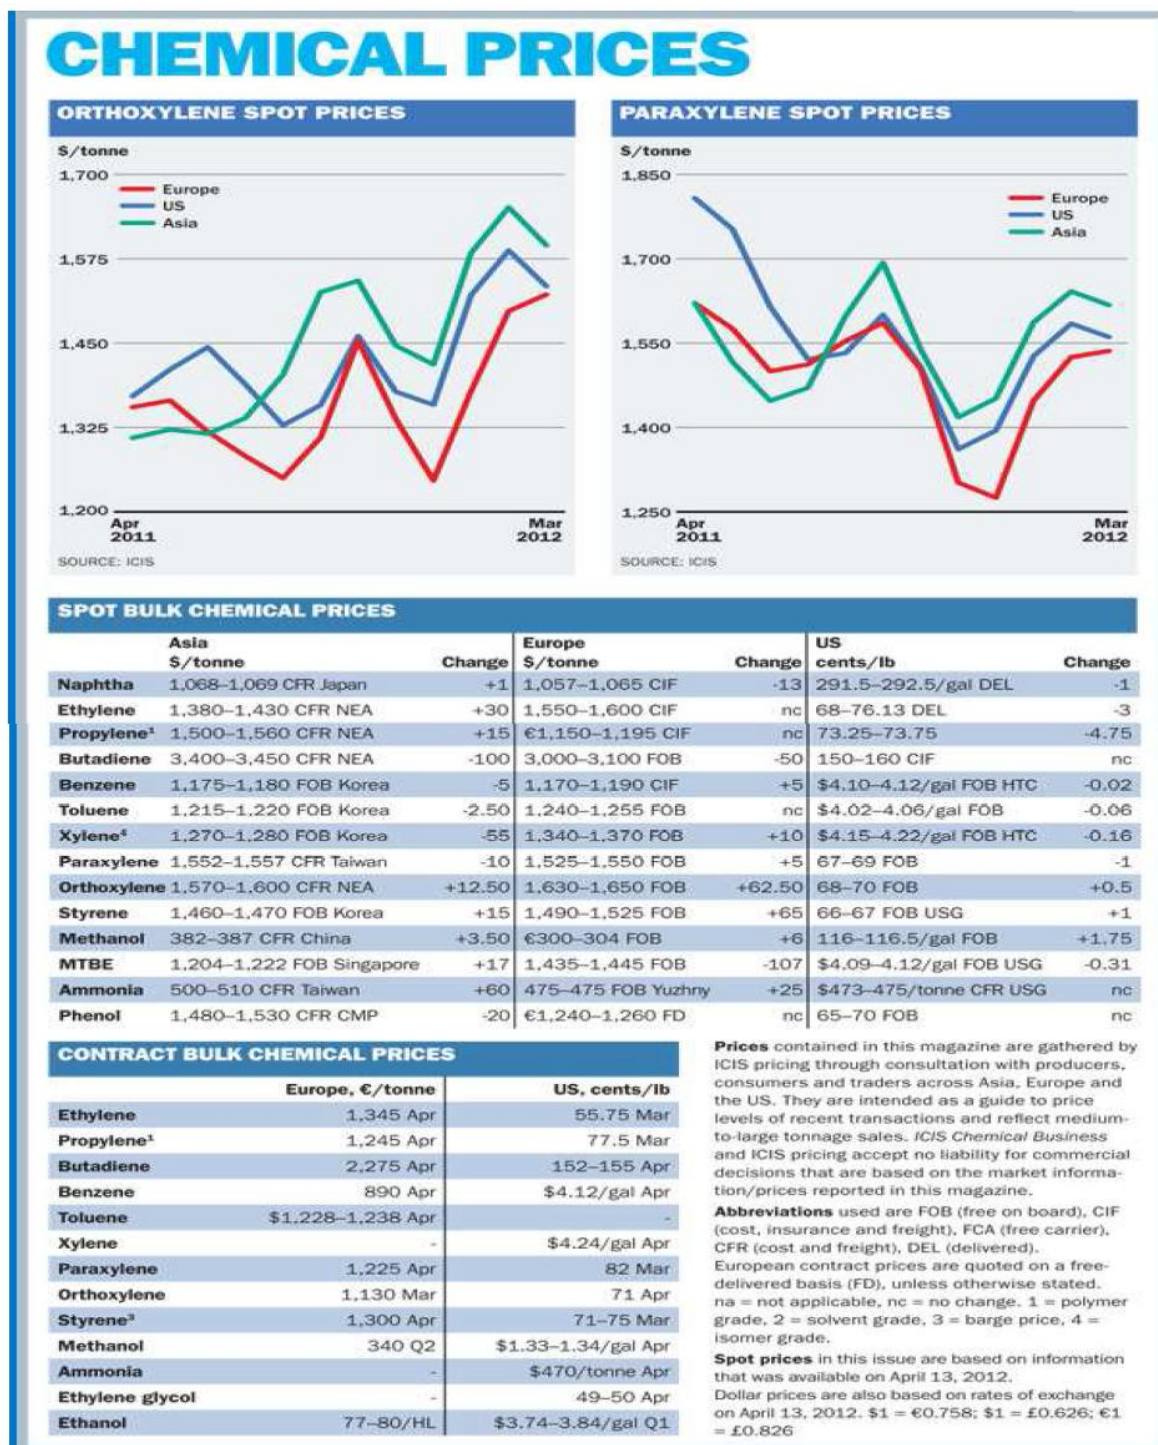 CHEMICAL PRICES
ORTHOXYLENE SPOT PRICES
$/tonne
1,700
Europe
US
Asia
1,575
1,450
1,325
1,200
Apr
2011
Mar
2012
SOURCE: ICIS
PARAXYLENE SPOT PRICES
$/tonne
1,850
Europe
US
Asia
1,700
1,550
1,400
1,250
Apr
2011
Mar
2012
SOURCE: ICIS
SPOT BULK CHEMICAL PRICES
Asia Europe US
$/tonne Change $/tonne Change cents/lb Change
Naphtha 1,068–1,069 CFR Japan +1 1,057–1,065 CIF -13 291.5–292.5/gal DEL -1
Ethylene 1,380–1,430 CFR NEA +30 1,550–1,600 CIF nc 68–76.13 DEL -3
Propylene¹ 1,500–1,560 CFR NEA +15 €1,150–1,195 CIF nc 73.25–73.75 -4.75
Butadiene 3,400–3,450 CFR NEA -100 3,000–3,100 FOB -50 150–160 CIF nc
Benzene 1,175–1,180 FOB Korea -5 1,170–1,190 CIF +5 $4.10–4.12/gal FOB HTC -0.02
Toluene 1,215–1,220 FOB Korea -2.50 1,240–1,255 FOB nc $4.02–4.06/gal FOB -0.06
Xylene⁴ 1,270–1,280 FOB Korea -55 1,340–1,370 FOB +10 $4.15–4.22/gal FOB HTC -0.16
Paraxylene 1,552–1,557 CFR Taiwan -10 1,525–1,550 FOB +5 67–69 FOB -1
Orthoxylene 1,570–1,600 CFR NEA +12.50 1,630–1,650 FOB +62.50 68–70 FOB +0.5
Styrene 1,460–1,470 FOB Korea +15 1,490–1,525 FOB +65 66–67 FOB USG +1
Methanol 382–387 CFR China +3.50 €300–304 FOB +6 116–116.5/gal FOB +1.75
MTBE 1,204–1,222 FOB Singapore +17 1,435–1,445 FOB -107 $4.09–4.12/gal FOB USG -0.31
Ammonia 500–510 CFR Taiwan +60 475–475 FOB Yuzhny +25 $473–475/tonne CFR USG nc
Phenol 1,480–1,530 CFR CMP -20 €1,240–1,260 FD nc 65–70 FOB nc
CONTRACT BULK CHEMICAL PRICES
Europe, €/tonne US, cents/lb
Ethylene 1,345 Apr 55.75 Mar
Propylene¹ 1,245 Apr 77.5 Mar
Butadiene 2,275 Apr 152–155 Apr
Benzene 890 Apr $4.12/gal Apr
Toluene $1,228–1,238 Apr -
Xylene - $4.24/gal Apr
Paraxylene 1,225 Apr 82 Mar
Orthoxylene 1,130 Mar 71 Apr
Styrene³ 1,300 Apr 71–75 Mar
Methanol 340 Q2 $1.33–1.34/gal Apr
Ammonia - $470/tonne Apr
Ethylene glycol - 49–50 Apr
Ethanol 77–80/HL $3.74–3.84/gal Q1
Prices contained in this magazine are gathered by
ICIS pricing through consultation with producers,
consumers and traders across Asia, Europe and
the US. They are intended as a guide to price
levels of recent transactions and reflect medium-
to-large tonnage sales. ICIS Chemical Business
and ICIS pricing accept no liability for commercial
decisions that are based on the market informa-
tion/prices reported in this magazine.
Abbreviations used are FOB (free on board), CIF
(cost, insurance and freight), FCA (free carrier),
CFR (cost and freight), DEL (delivered).
European contract prices are quoted on a free-
delivered basis (FD), unless otherwise stated.
na = not applicable, nc = no change. 1 = polymer
grade, 2 = solvent grade, 3 = barge price, 4 =
isomer grade.
Spot prices in this issue are based on information
that was available on April 13, 2012.
Dollar prices are also based on rates of exchange
on April 13, 2012. $1 = €0.758; $1 = £0.626; €1
= £0.826